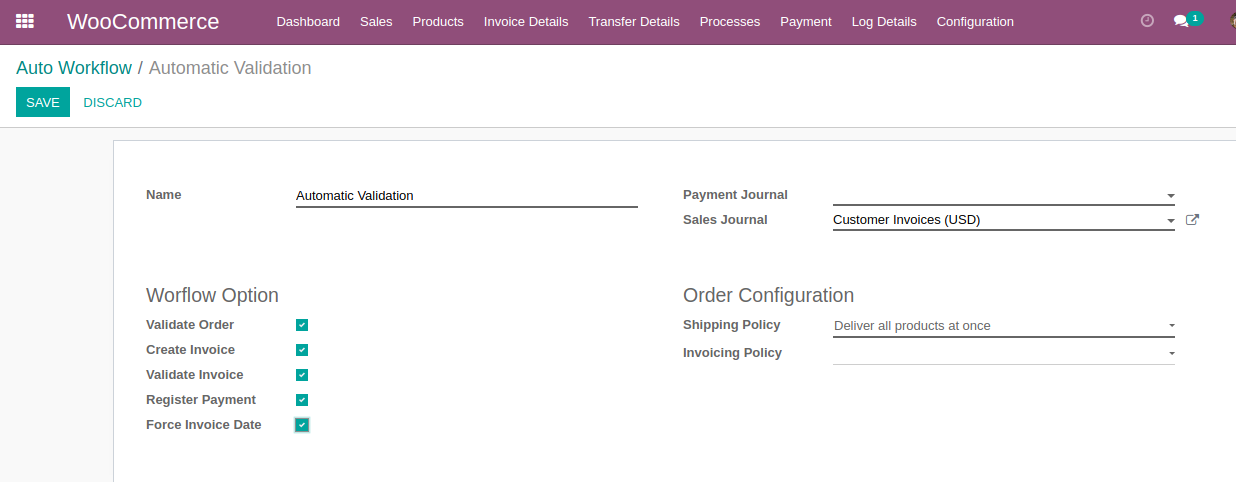 WooCommerce Dashboard Sales Products Invoice Details Transfer Details Processes Payment Log Details Configuration 1
Auto Workflow / Automatic Validation
SAVE DISCARD
Name Automatic Validation
Payment Journal
Sales Journal Customer Invoices (USD)
Worflow Option
Validate Order
Create Invoice
Validate Invoice
Register Payment
Force Invoice Date
Order Configuration
Shipping Policy Deliver all products at once
Invoicing Policy